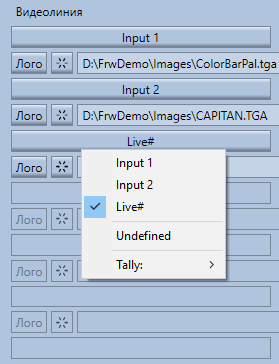 Видеолиния
Input 1
Лого D:\FrwDemo\Images\ColorBarPal.tga
Input 2
Лого D:\FrwDemo\Images\CAPITAN.TGA
Live#
Лого
Input 1
Input 2
Лого
Live#
Undefined
Лого
Tally:
Лого
Лого